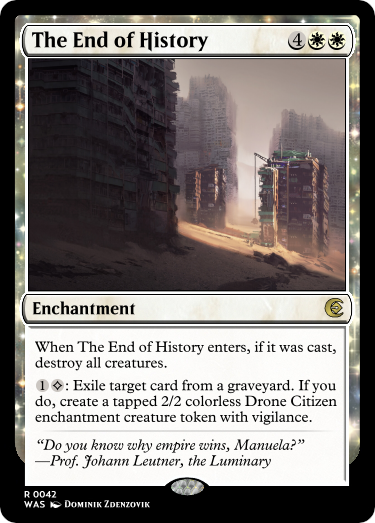 The End of History 4
Enchantment
When The End of History enters, if it was cast,
destroy all creatures.
1: Exile target card from a graveyard. If you
do, create a tapped 2/2 colorless Drone Citizen
enchantment creature token with vigilance.
“Do you know why empire wins, Manuela?”
—Prof. Johann Leutner, the Luminary
R 0042
WAS DOMINIK ZDENZOVIK